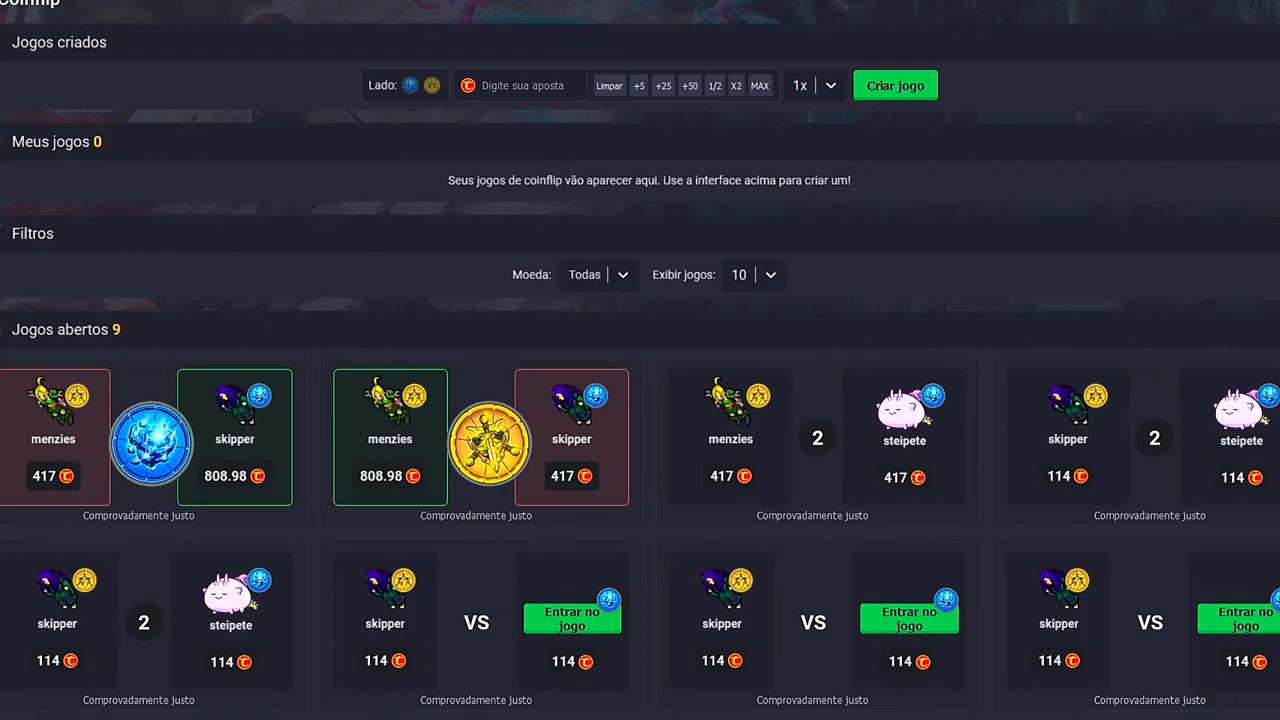 Coinflip
Jogos criados
Lado: Digite sua aposta Limpar +5 +25 +50 1/2 X2 MAX 1x Criar jogo
Meus jogos 0
Seus jogos de coinflip vão aparecer aqui. Use a interface acima para criar um!
Filtros
Moeda: Todas Exibir jogos: 10
Jogos abertos 9
menzies skipper menzies skipper menzies 2 steipete skipper 2 steipete
417 808.98 808.98 417 417 417 114 114
Comprovadamente justo Comprovadamente justo Comprovadamente justo Comprovadamente justo
skipper 2 steipete skipper VS Entrar no jogo skipper VS Entrar no jogo skipper VS Entrar no jogo
114 114 114 114 114 114 114 114
Comprovadamente justo Comprovadamente justo Comprovadamente justo Comprovadamente justo